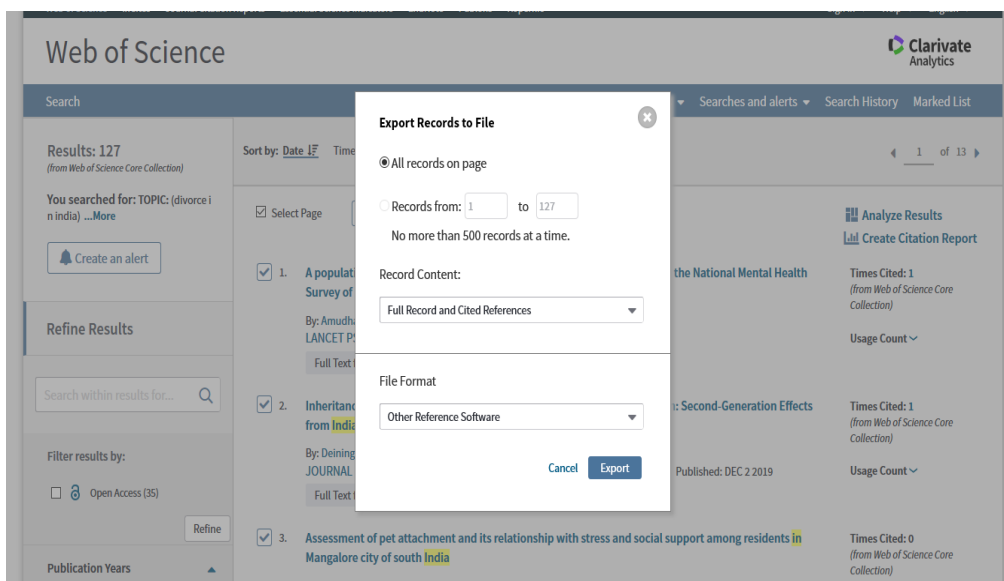 Web of Science
Clarivate
Analytics
Search
Searches and alerts
Search History
Marked List
Results: 127
(from Web of Science Core Collection)
You searched for: TOPIC: (divorce i
n india) ...More
Create an alert
Refine Results
Search within results for...
Filter results by:
Open Access (35)
Refine
Publication Years
Sort by: Date
Time
1 of 13
Select Page
Analyze Results
Create Citation Report
1. A populati
the National Mental Health
Survey of
By: Amudha
LANCET PS
Full Text
Times Cited: 1
(from Web of Science Core
Collection)
Usage Count
2. Inheritanc
: Second-Generation Effects
from India
By: Deining
JOURNAL
Published: DEC 2 2019
Full Text
Times Cited: 1
(from Web of Science Core
Collection)
Usage Count
3. Assessment of pet attachment and its relationship with stress and social support among residents in
Mangalore city of south India
Times Cited: 0
(from Web of Science Core
Collection)
Export Records to File
All records on page
Records from: 1 to 127
No more than 500 records at a time.
Record Content:
Full Record and Cited References
File Format
Other Reference Software
Cancel
Export